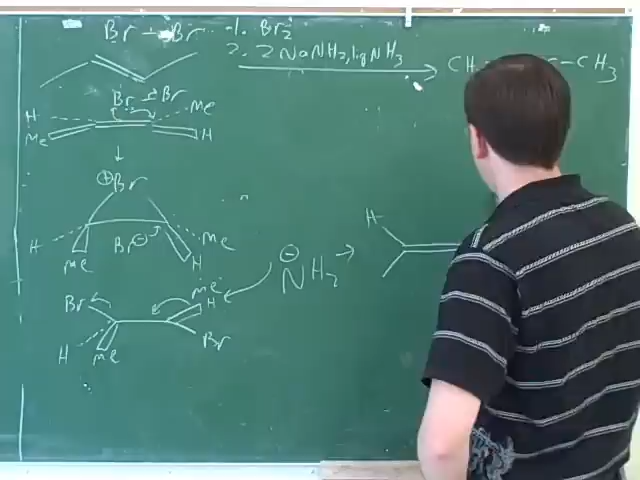 Br – Br
1. Br2
2. 2 NaNH2, liq NH3
CH
–CH3
Br Br
H Me
Me H
⊕Br
H Br⊖ Me
Me H
⊖
NH2
H
Br Me
H
H Me Br